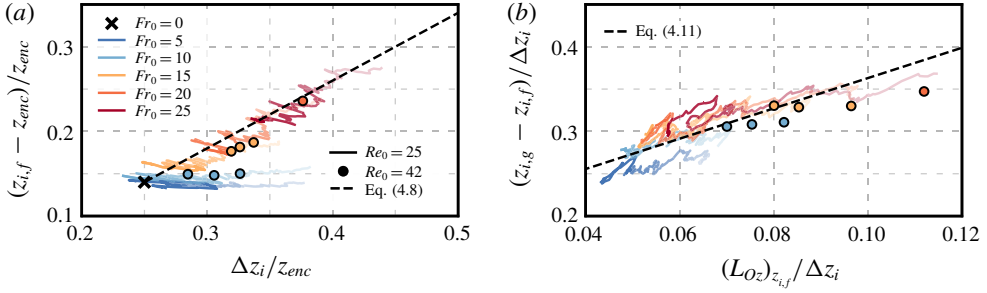 (a)
(z_{i,f} − z_{enc})/z_{enc}
0.3
0.2
0.1
Fr_0 = 0
Fr_0 = 5
Fr_0 = 10
Fr_0 = 15
Fr_0 = 20
Fr_0 = 25
Re_0 = 25
Re_0 = 42
Eq. (4.8)
0.2 0.3 0.4 0.5
Δz_i/z_{enc}
(b)
(z_{i,g} − z_{i,f})/Δz_i
0.4
0.3
0.2
Eq. (4.11)
0.04 0.06 0.08 0.10 0.12
(L_{Oz})_{z_{i,f}}/Δz_i